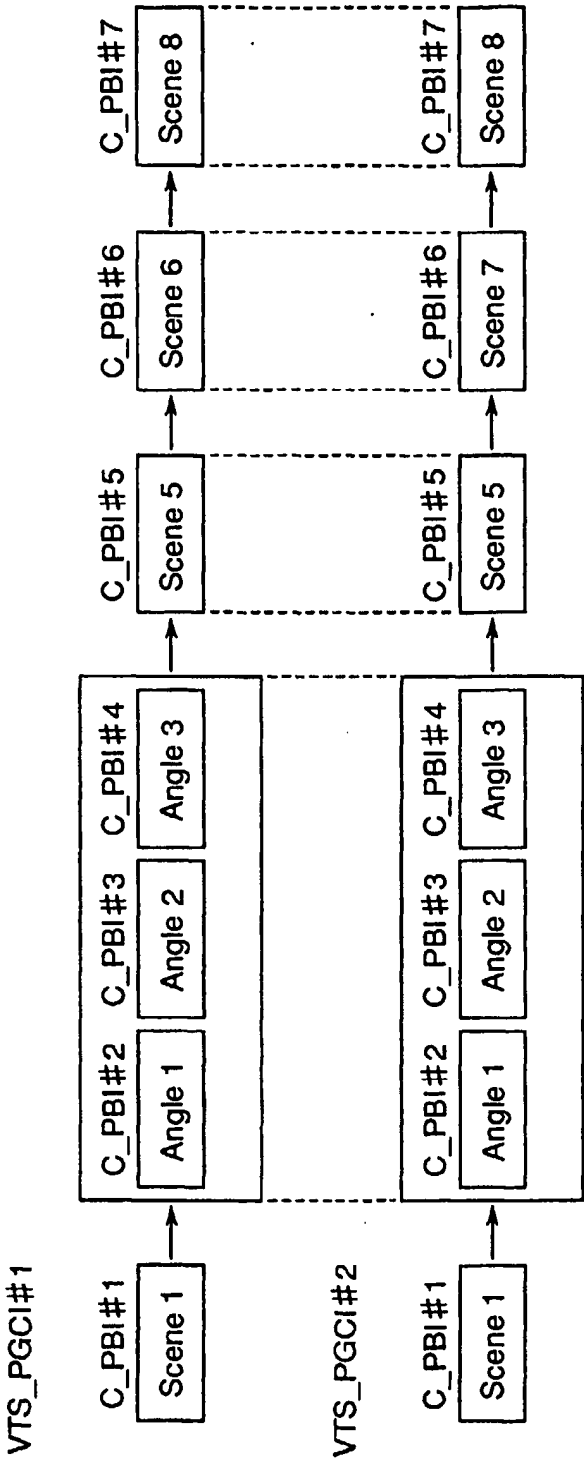 VTS_PGCI#1
C_PBI#1
Scene 1
C_PBI#2
Angle 1
C_PBI#3
Angle 2
C_PBI#4
Angle 3
C_PBI#5
Scene 5
C_PBI#6
Scene 6
C_PBI#7
Scene 8
VTS_PGCI#2
C_PBI#1
Scene 1
C_PBI#2
Angle 1
C_PBI#3
Angle 2
C_PBI#4
Angle 3
C_PBI#5
Scene 5
C_PBI#6
Scene 7
C_PBI#7
Scene 8